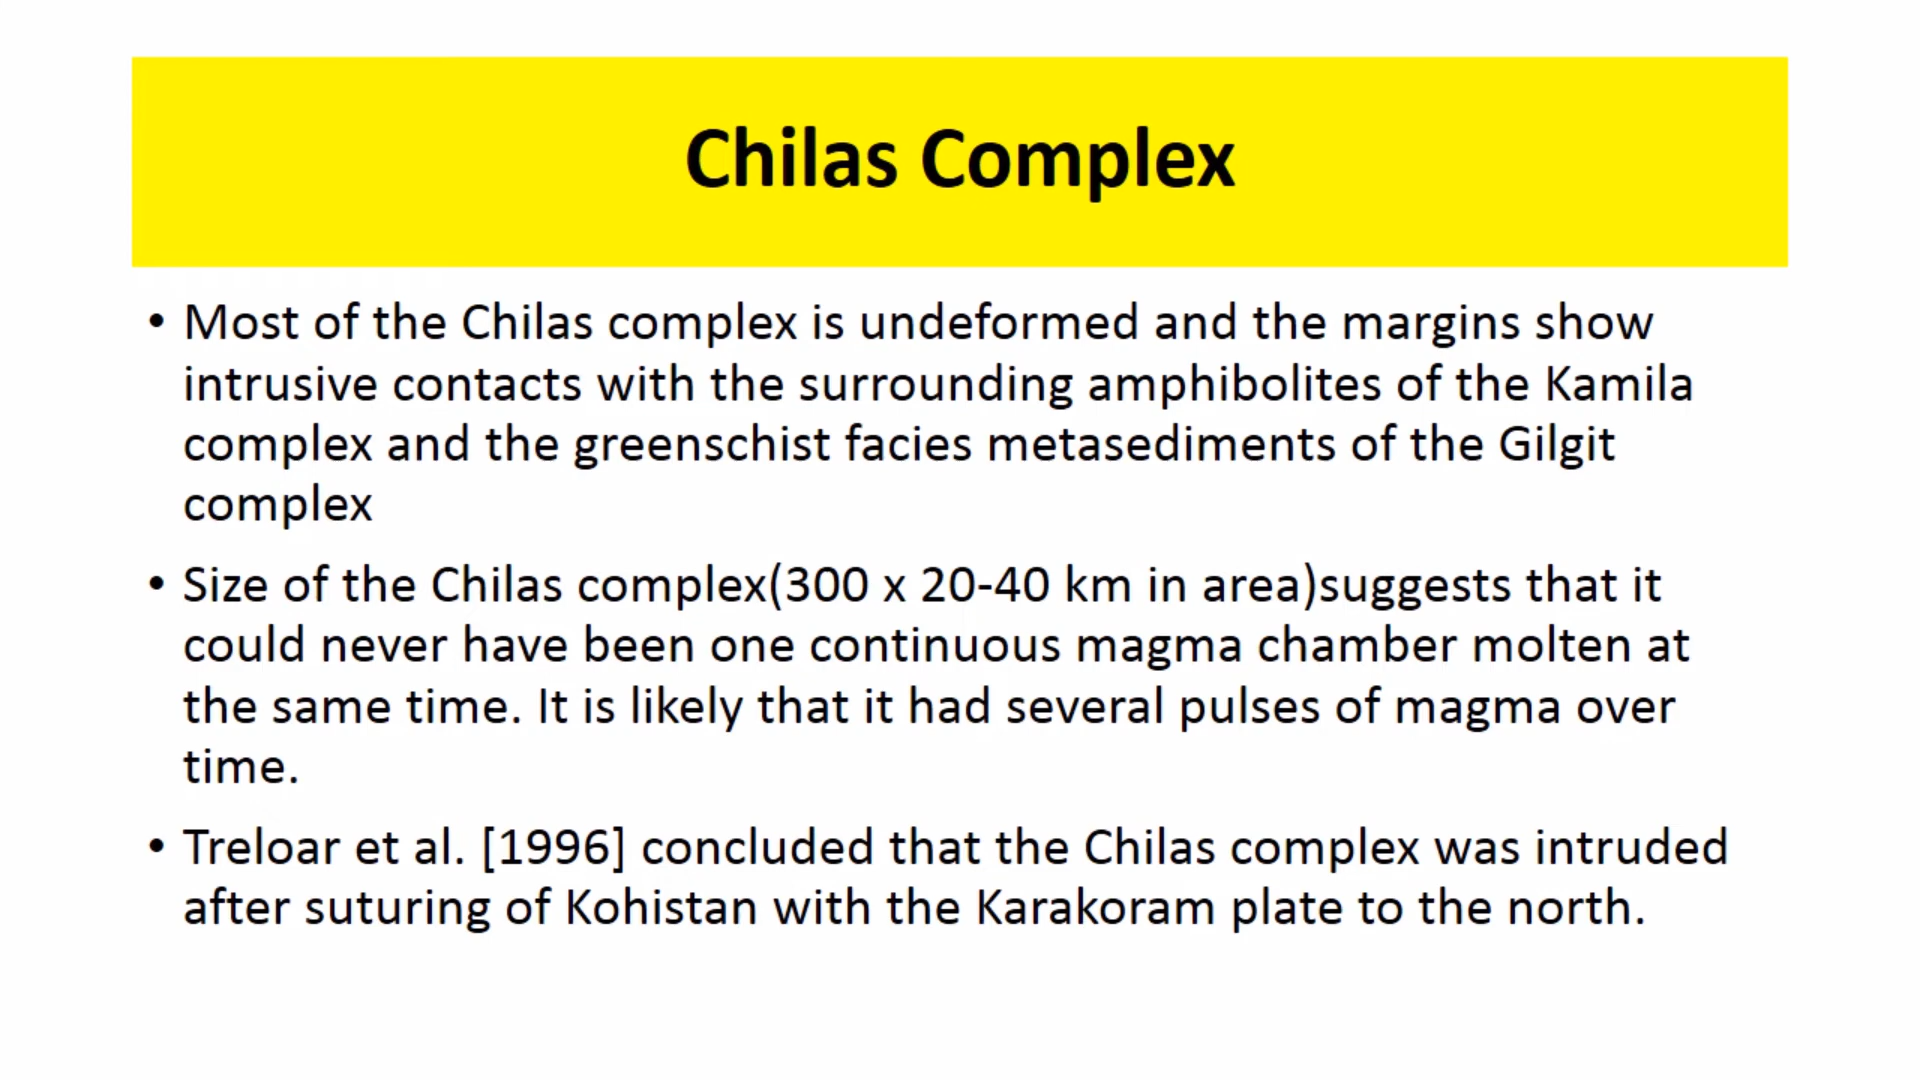 Chilas Complex
• Most of the Chilas complex is undeformed and the margins show
intrusive contacts with the surrounding amphibolites of the Kamila
complex and the greenschist facies metasediments of the Gilgit
complex
• Size of the Chilas complex(300 x 20-40 km in area)suggests that it
could never have been one continuous magma chamber molten at
the same time. It is likely that it had several pulses of magma over
time.
• Treloar et al. [1996] concluded that the Chilas complex was intruded
after suturing of Kohistan with the Karakoram plate to the north.